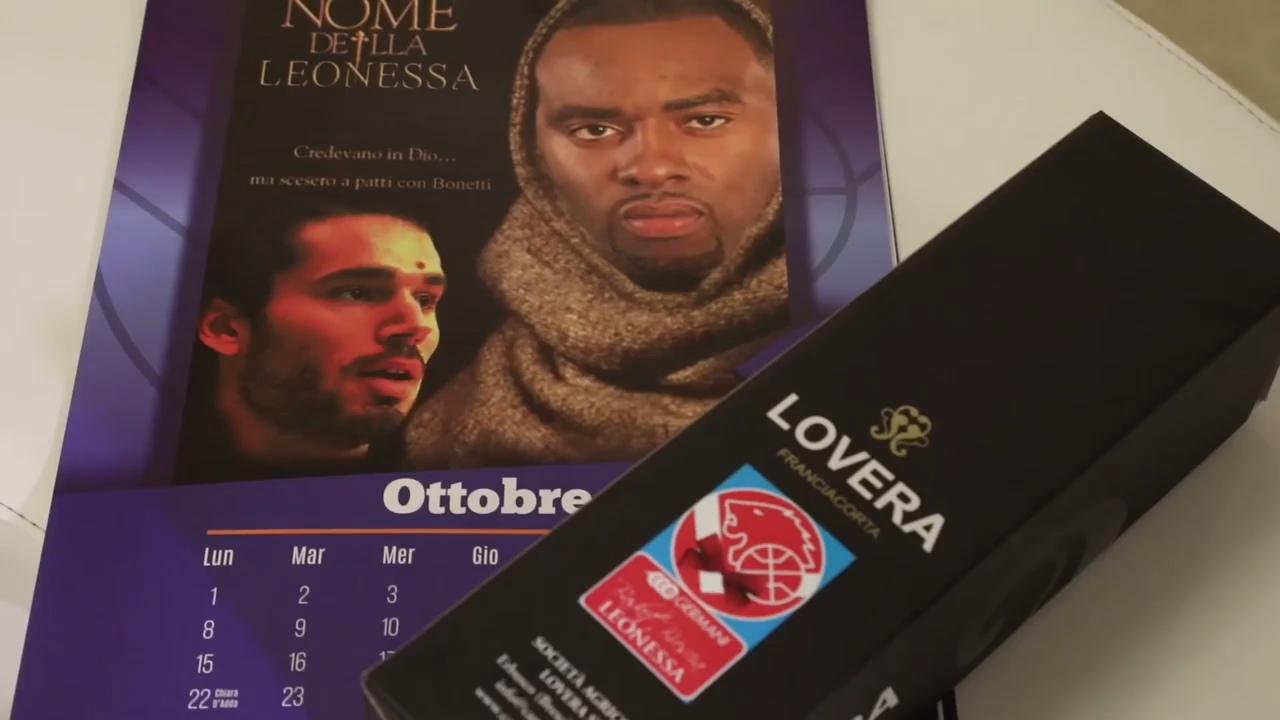 NOME
DELLA
LEONESSA
Credevano in Dio...
ma scesero a patti con Bonetti
Ottobre
Lun Mar Mer Gio
1 2 3
8 9 10
15 16
22 Chiara D'Adda 23
LOVERA
FRANCIACORTA
GERMANI
LEONESSA
SOCIETÀ
LOVERA